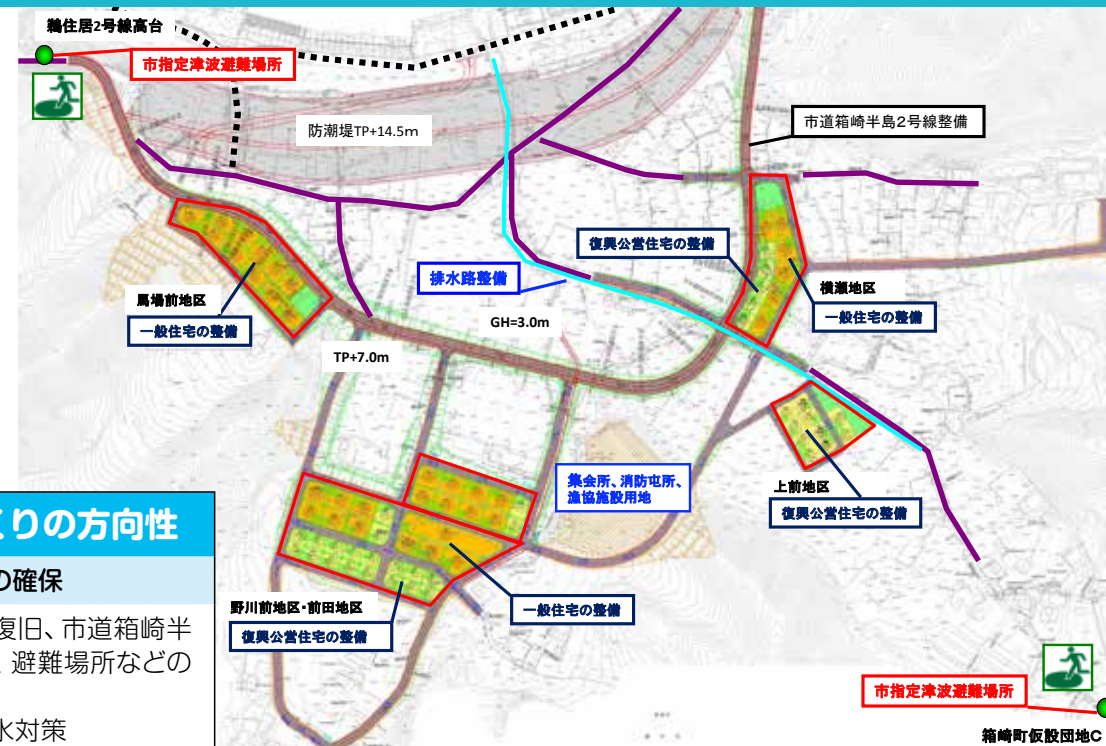 鵜住居2号線高台
市指定津波避難場所
防潮堤TP+14.5m
市道箱崎半島2号線整備
復興公営住宅の整備
排水路整備
馬場前地区
一般住宅の整備
横瀬地区
一般住宅の整備
GH=3.0m
TP+7.0m
集会所、消防屯所、
漁協施設用地
上前地区
復興公営住宅の整備
くりの方向性
の確保
復旧、市道箱崎半
避難場所などの
水対策
野川前地区・前田地区
復興公営住宅の整備
一般住宅の整備
市指定津波避難場所
箱崎町仮設団地C